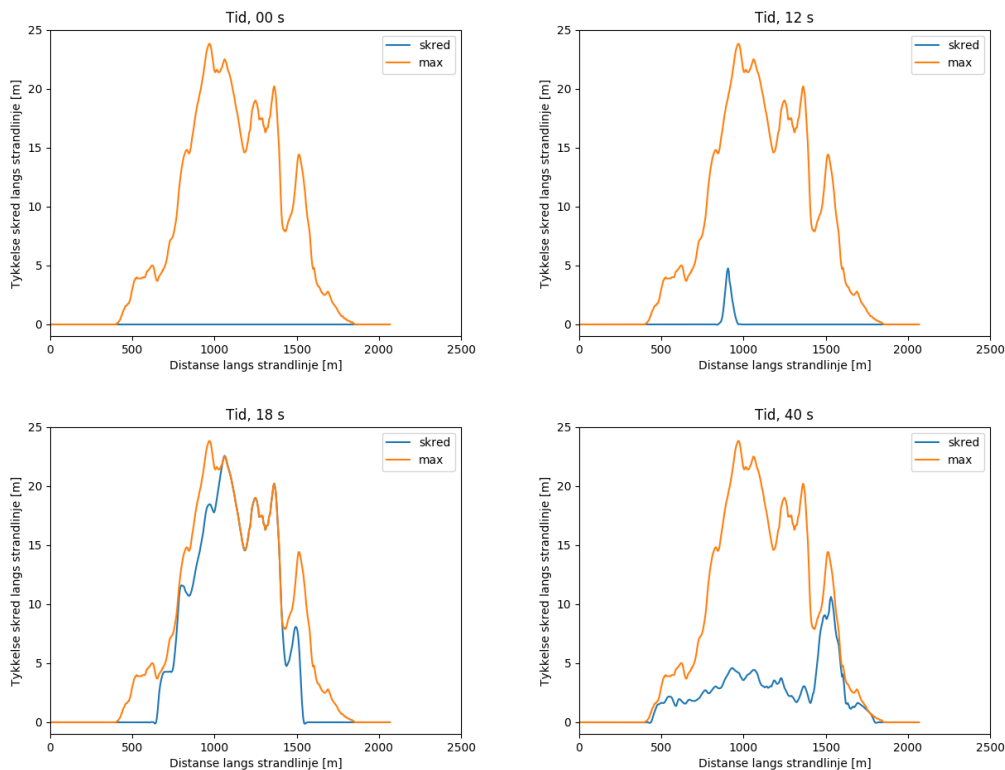 Tid, 00 s
25
20
15
10
5
0
Tykkelse skred langs strandlinje [m]
skred
max
0 500 1000 1500 2000 2500
Distanse langs strandlinje [m]
Tid, 12 s
25
20
15
10
5
0
Tykkelse skred langs strandlinje [m]
skred
max
0 500 1000 1500 2000 2500
Distanse langs strandlinje [m]
Tid, 18 s
25
20
15
10
5
0
Tykkelse skred langs strandlinje [m]
skred
max
0 500 1000 1500 2000 2500
Distanse langs strandlinje [m]
Tid, 40 s
25
20
15
10
5
0
Tykkelse skred langs strandlinje [m]
skred
max
0 500 1000 1500 2000 2500
Distanse langs strandlinje [m]